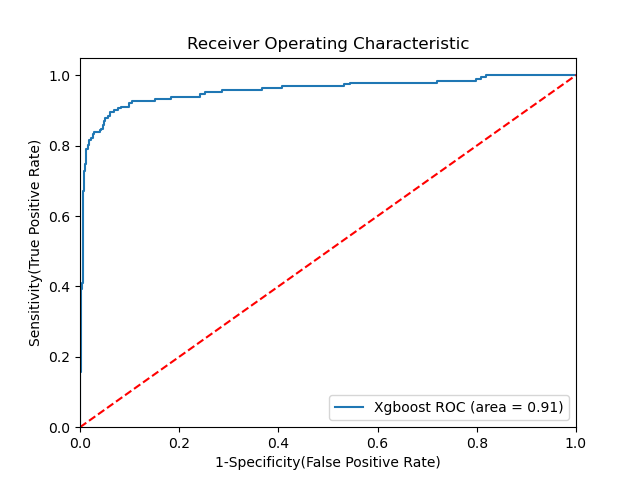 Receiver Operating Characteristic
1.0
0.8
0.6
0.4
0.2
0.0
Sensitivity(True Positive Rate)
Xgboost ROC (area = 0.91)
0.0 0.2 0.4 0.6 0.8 1.0
1-Specificity(False Positive Rate)